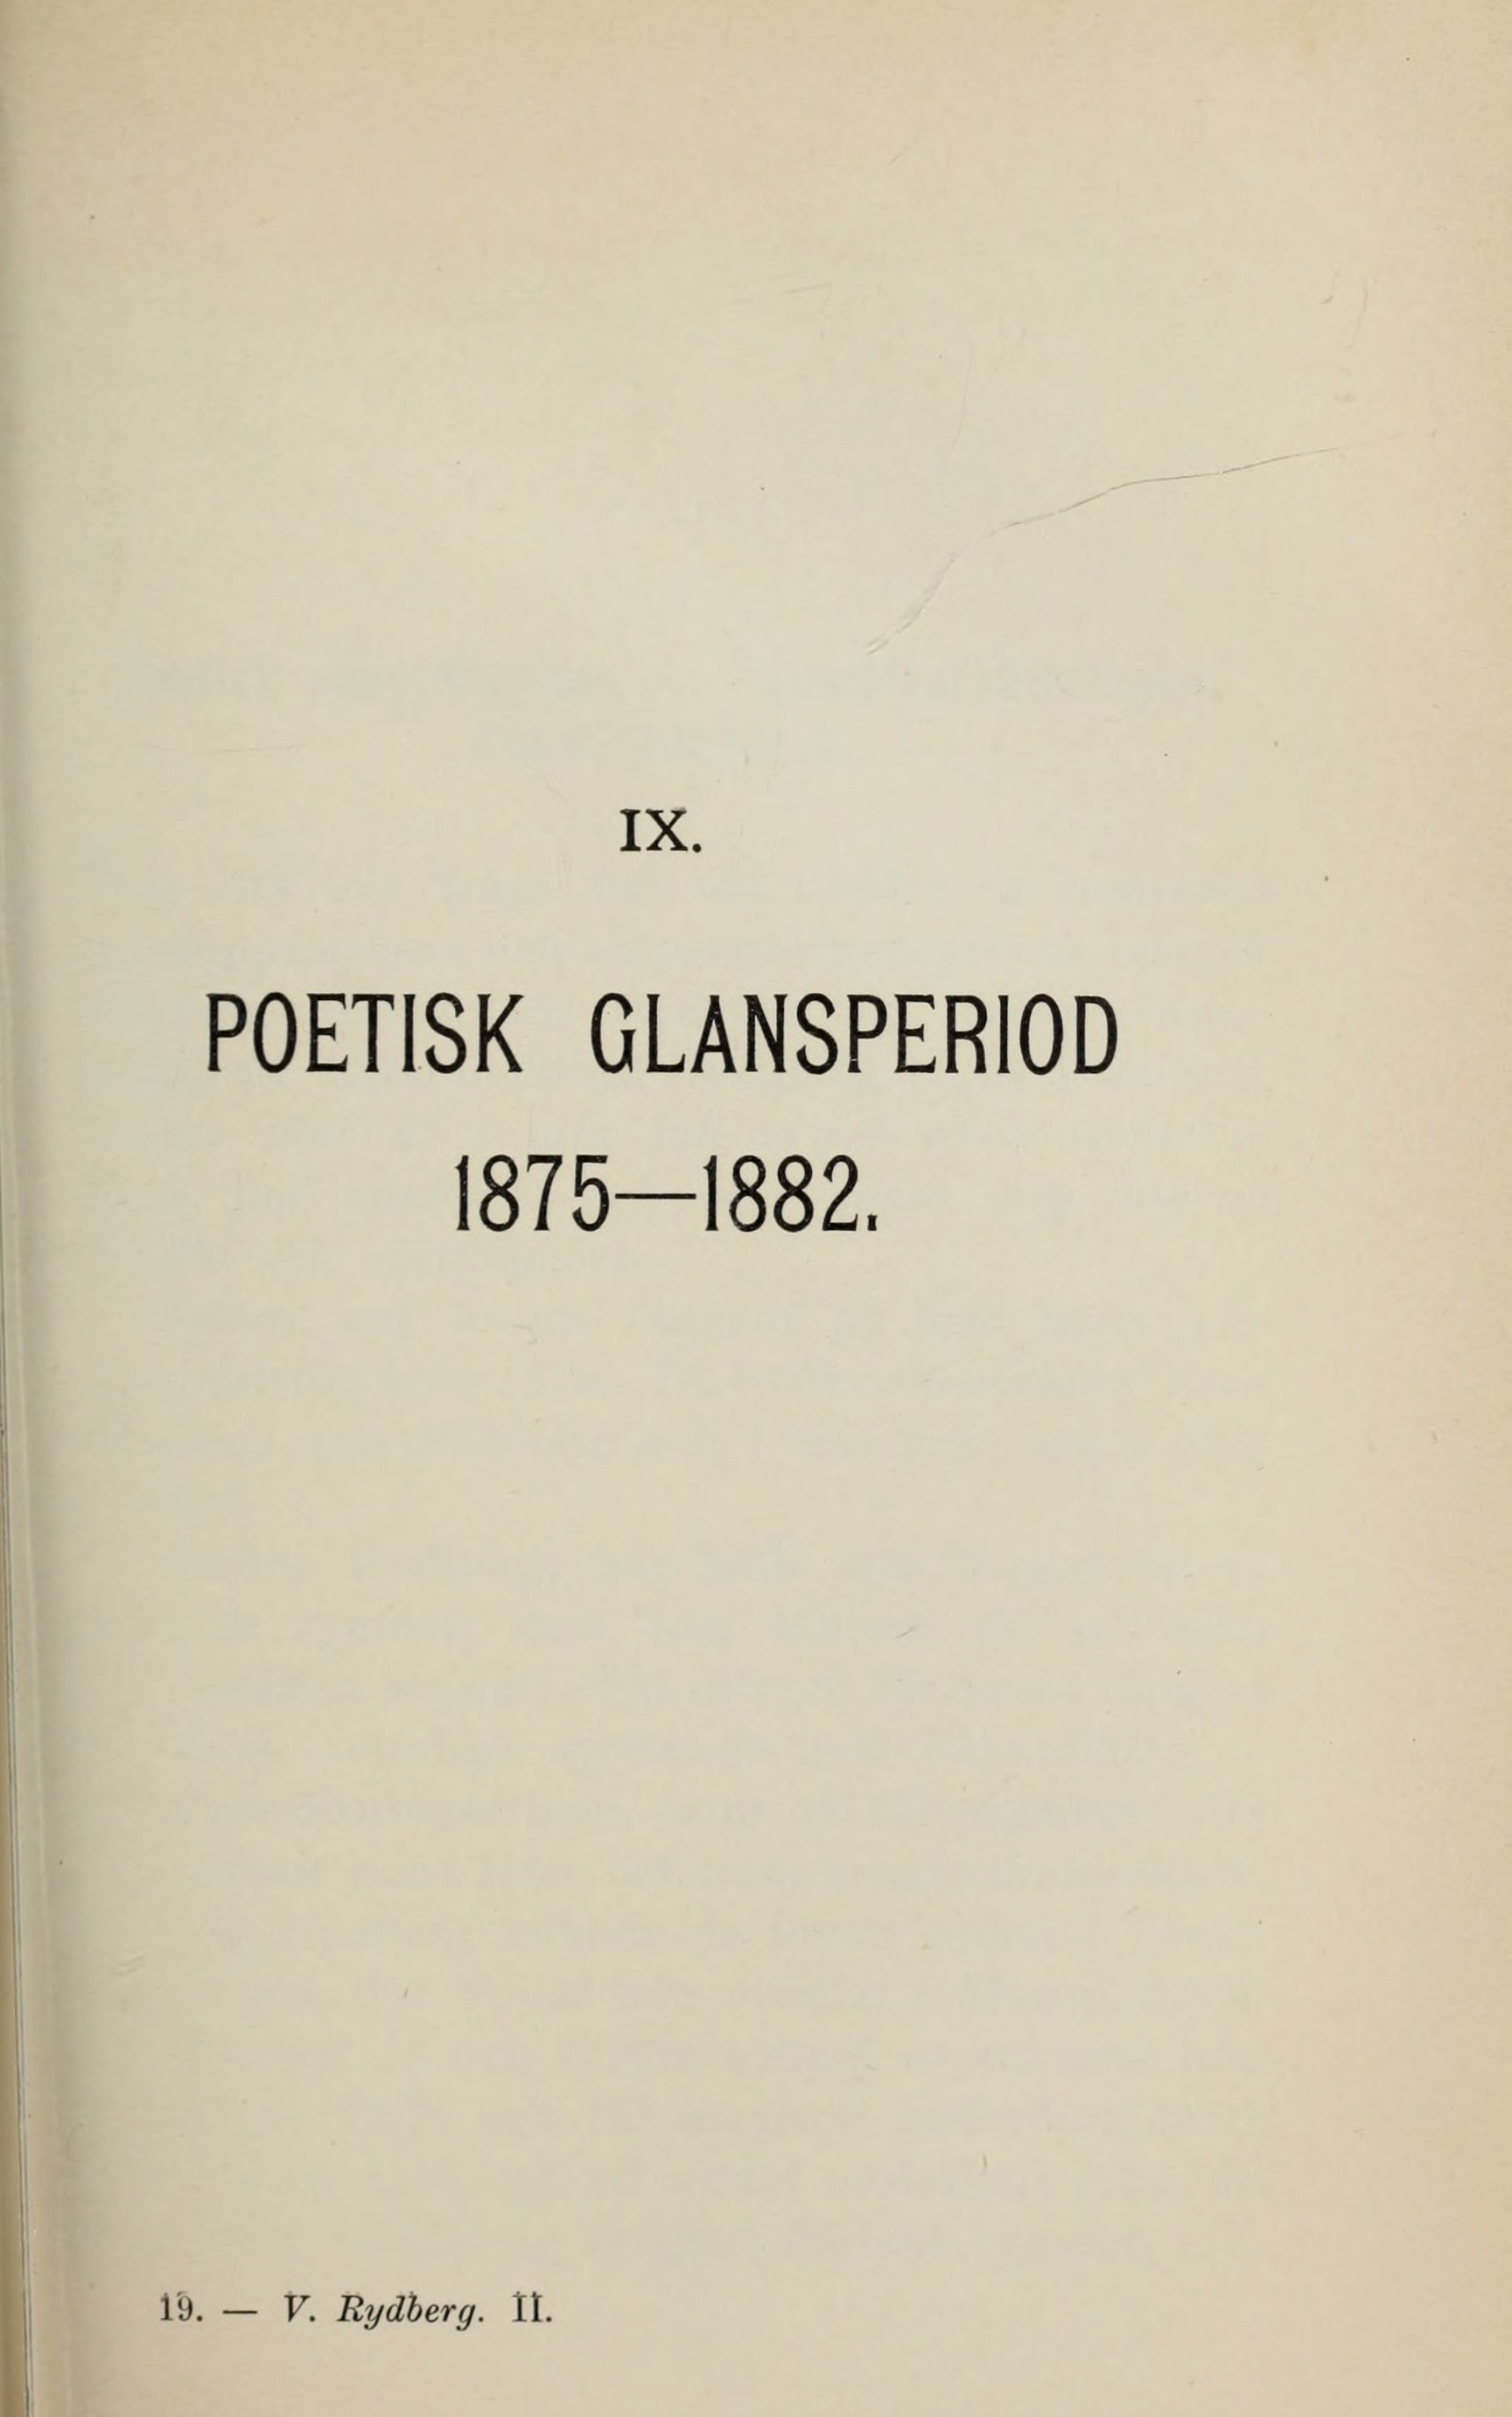 IX.
POETISK GLANSPERIOD
1875—1882.
19. — V. Rydberg. II.